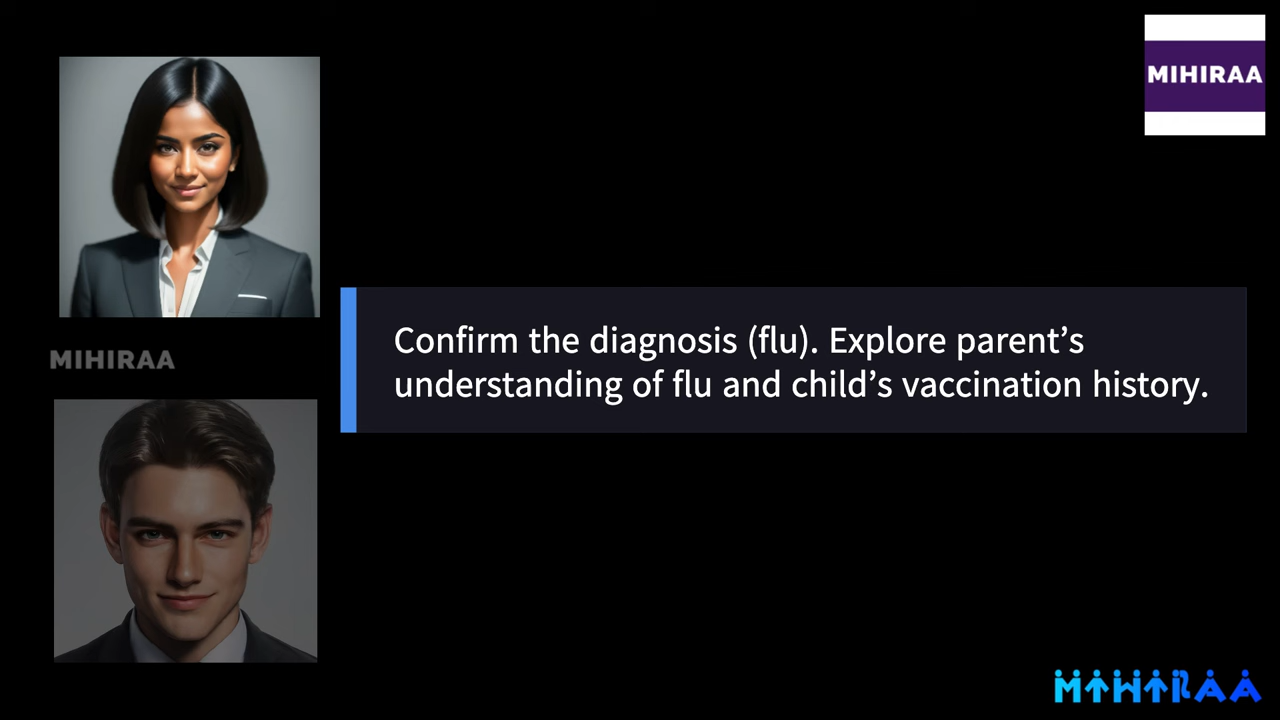 MIHIRAA
MIHIRAA
Confirm the diagnosis (flu). Explore parent’s
understanding of flu and child’s vaccination history.
MIHIRAA